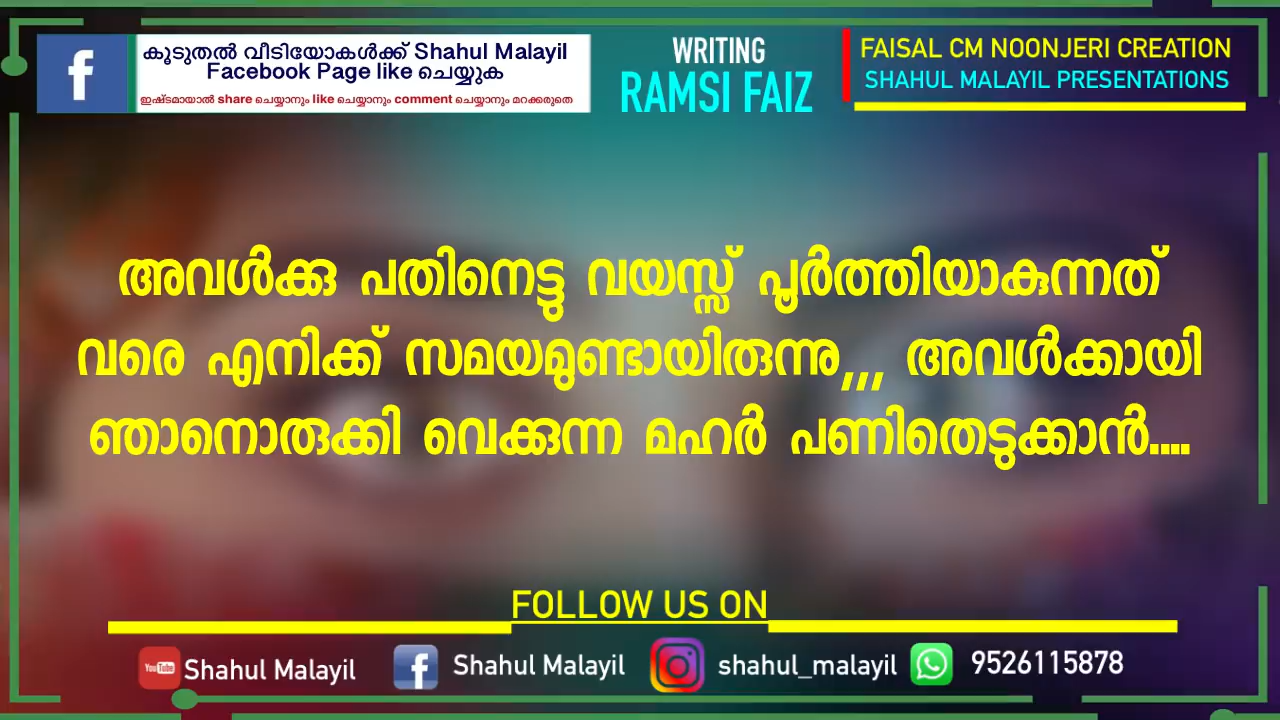 കൂടുതൽ വീടിയോകൾക്ക് Shahul Malayil
Facebook Page like ചെയ്യുക
ഇഷ്ടമായാൽ share ചെയ്യാനും like ചെയ്യാനും comment ചെയ്യാനും മറക്കരുതെ
WRITING
RAMSI FAIZ
FAISAL CM NOONJERI CREATION
SHAHUL MALAYIL PRESENTATIONS
അവൾക്കു പതിനെട്ടു വയസ്സ് പൂർത്തിയാകുന്നത്
വരെ എനിക്ക് സമയമുണ്ടായിരുന്നു,,, അവൾക്കായി
ഞാനൊരുക്കി വെക്കുന്ന മഹർ പണിതെടുക്കാൻ....
FOLLOW US ON
YouTube Shahul Malayil
Shahul Malayil
shahul_malayil
9526115878